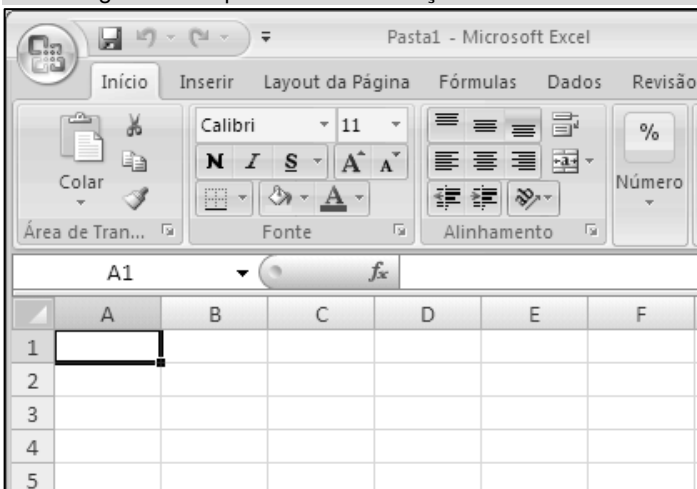 Pasta1 - Microsoft Excel
Início Inserir Layout da Página Fórmulas Dados Revisão
Calibri 11
%
N I S A A
Colar
Número
A
a
Área de Tran... Fonte Alinhamento
A1 fx
A B C D E F
1
2
3
4
5